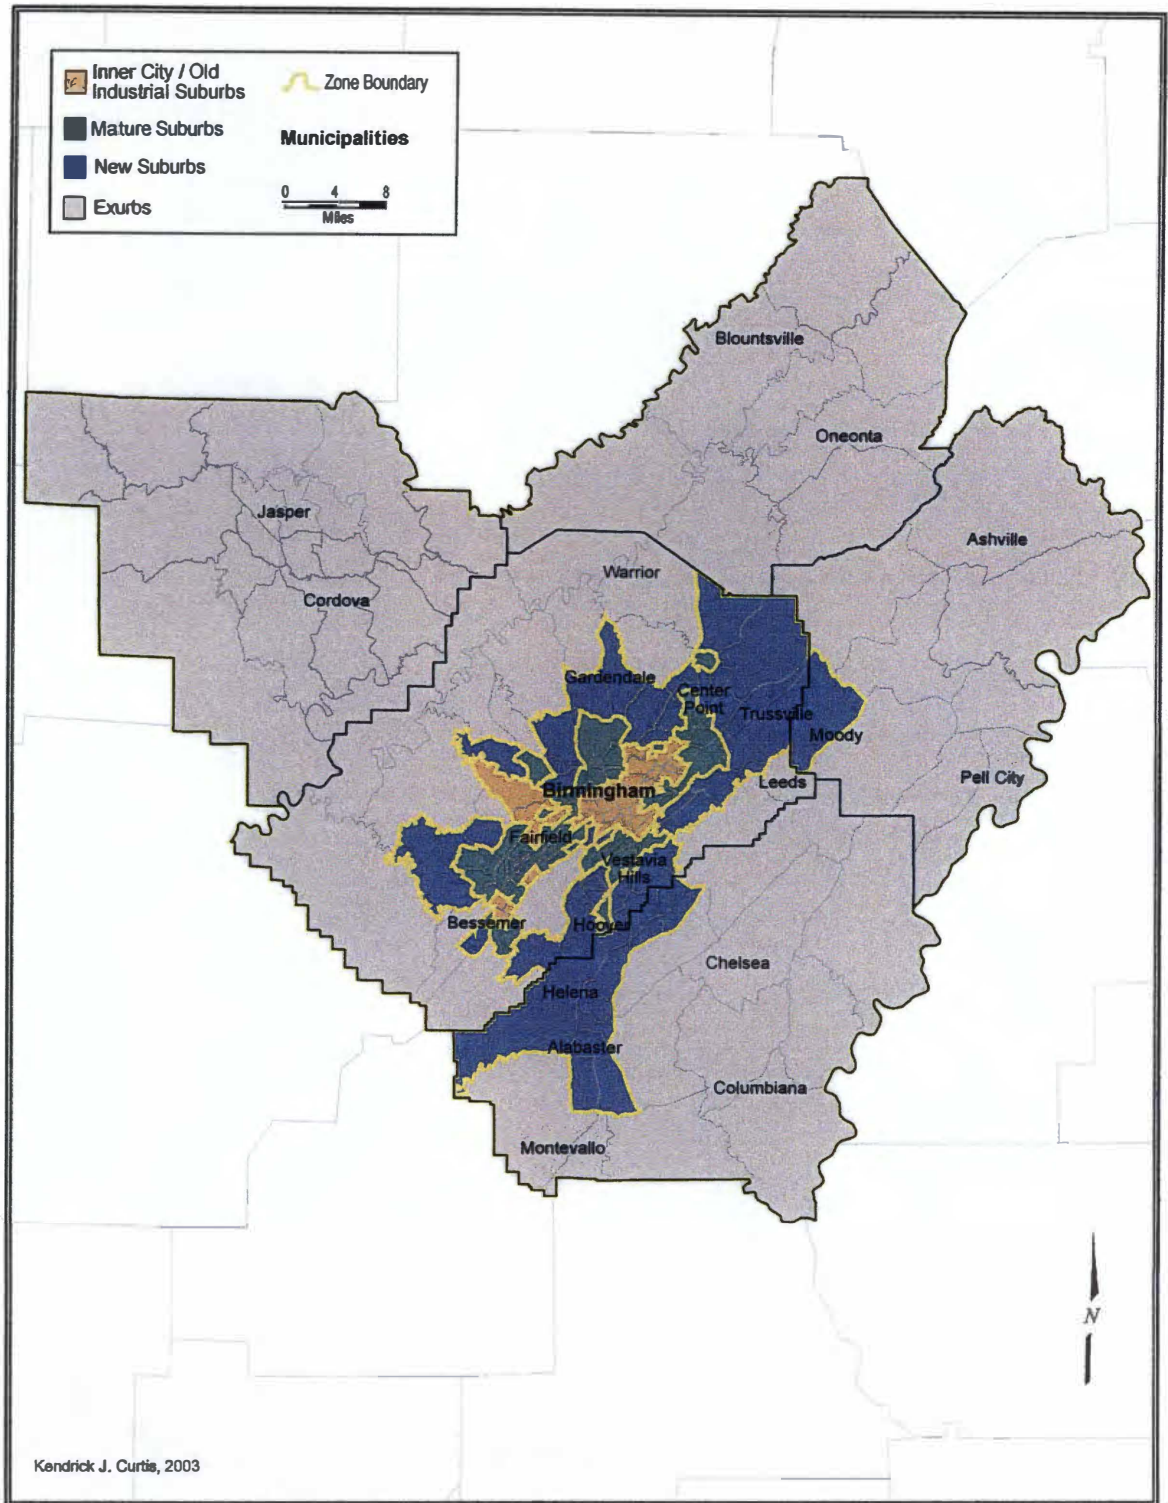 Inner City / Old
Industrial Suburbs
Mature Suburbs
New Suburbs
Exurbs
Zone Boundary
Municipalities
0 4 8
Miles
Blountsville
Oneonta
Jasper
Ashville
Warrior
Cordova
Gardendale
Center
Point
Trussville
Moody
Pell City
Leeds
Birmingham
Fairfield
Vestavia
Hills
Bessemer
Hoover
Chelsea
Helena
Alabaster
Columbiana
Montevallo
N
Kendrick J. Curtis, 2003